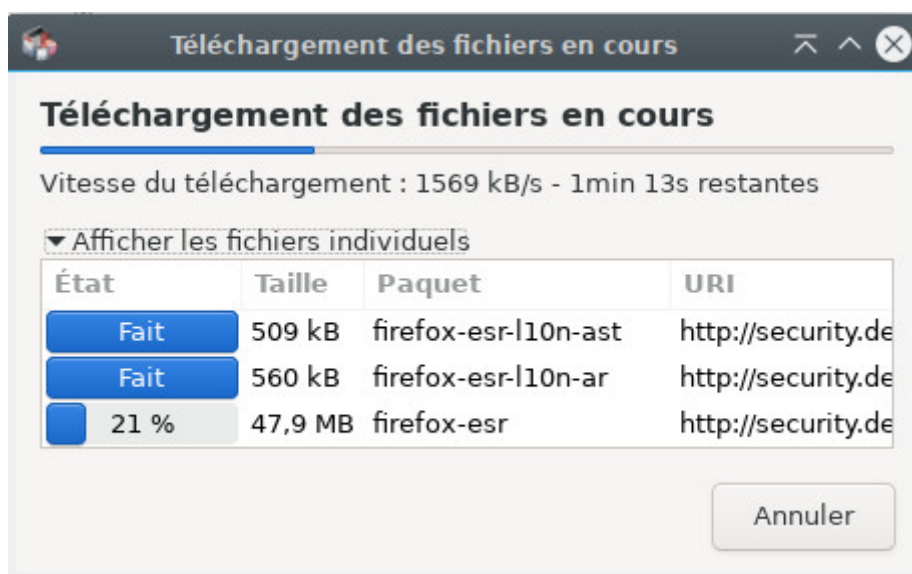 Téléchargement des fichiers en cours
Téléchargement des fichiers en cours
Vitesse du téléchargement : 1569 kB/s - 1min 13s restantes
Afficher les fichiers individuels
État Taille Paquet URI
Fait 509 kB firefox-esr-l10n-ast http://security.de
Fait 560 kB firefox-esr-l10n-ar http://security.de
21 % 47,9 MB firefox-esr http://security.de
Annuler